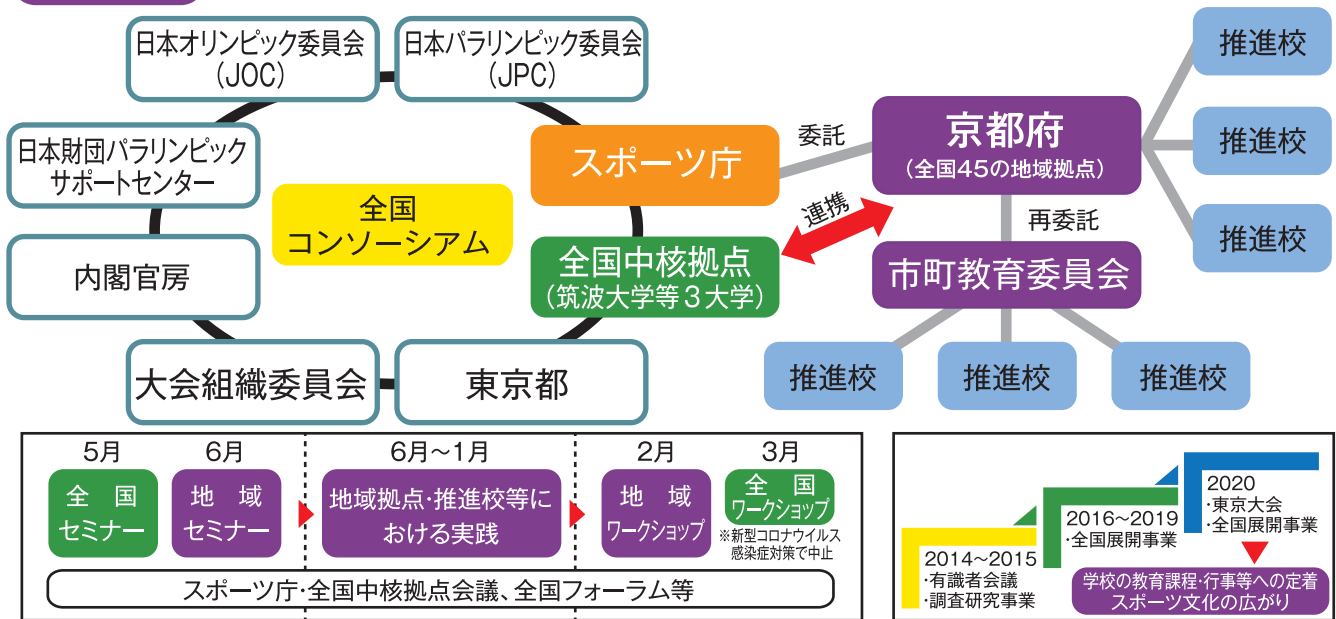 日本オリンピック委員会
(JOC)
日本パラリンピック委員会
(JPC)
日本財団パラリンピック
サポートセンター
内閣官房
大会組織委員会
東京都
全国
コンソーシアム
スポーツ庁
全国中核拠点
(筑波大学等3大学)
委託
連携
京都府
(全国45の地域拠点)
再委託
市町教育委員会
推進校
推進校
推進校
推進校
推進校
推進校
5月
全国
セミナー
6月
地域
セミナー
6月〜1月
地域拠点・推進校等に
おける実践
2月
地域
ワークショップ
3月
全国
ワークショップ
※新型コロナウイルス
感染症対策で中止
スポーツ庁・全国中核拠点会議、全国フォーラム等
2014〜2015
・有識者会議
・調査研究事業
2016〜2019
・全国展開事業
2020
・東京大会
・全国展開事業
学校の教育課程・行事等への定着
スポーツ文化の広がり